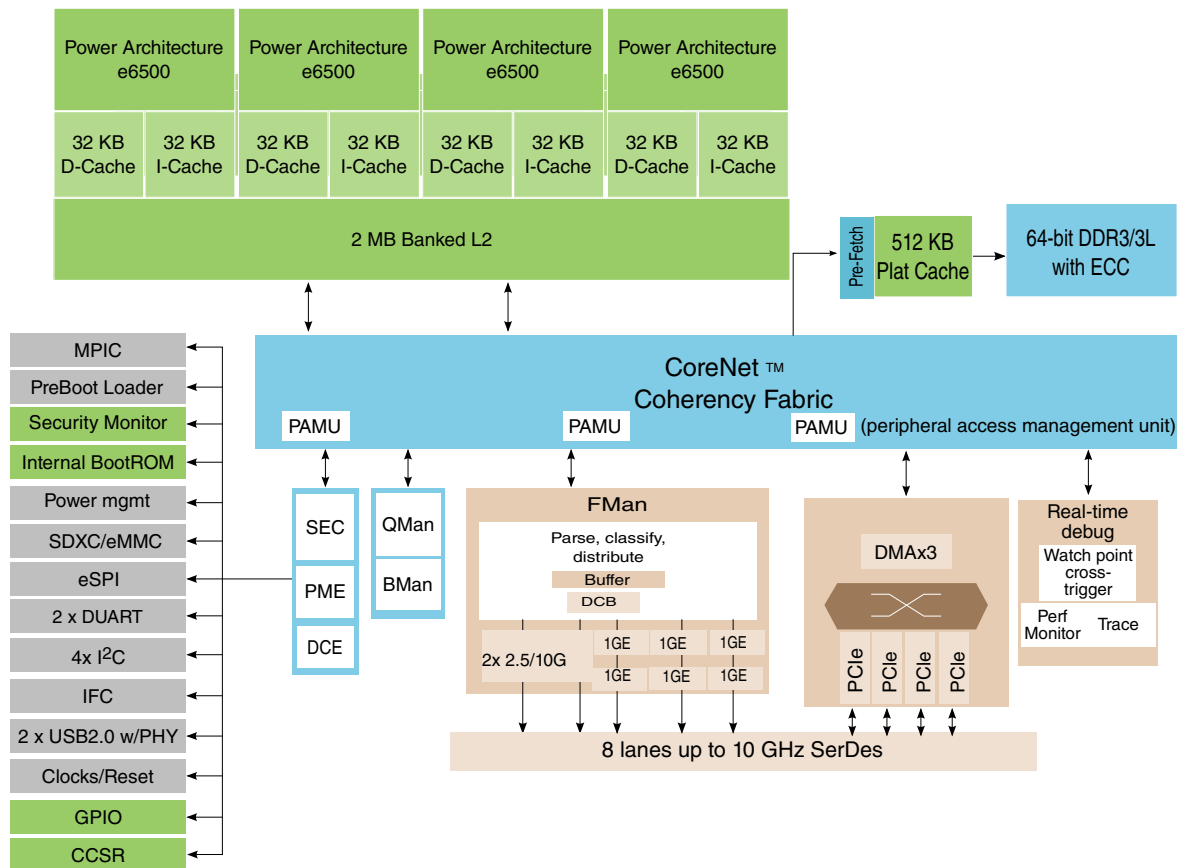 Power Architecture
e6500
Power Architecture
e6500
Power Architecture
e6500
Power Architecture
e6500
32 KB
D-Cache
32 KB
I-Cache
32 KB
D-Cache
32 KB
I-Cache
32 KB
D-Cache
32 KB
I-Cache
32 KB
D-Cache
32 KB
I-Cache
2 MB Banked L2
Pre-Fetch
512 KB
Plat Cache
64-bit DDR3/3L
with ECC
MPIC
PreBoot Loader
Security Monitor
Internal BootROM
Power mgmt
SDXC/eMMC
eSPI
2 x DUART
4x I²C
IFC
2 x USB2.0 w/PHY
Clocks/Reset
GPIO
CCSR
CoreNet ™
Coherency Fabric
PAMU
PAMU
PAMU (peripheral access management unit)
SEC
PME
DCE
QMan
BMan
FMan
Parse, classify,
distribute
Buffer
DCB
2x 2.5/10G
1GE
1GE
1GE
1GE
1GE
1GE
DMAx3
PCIe
PCIe
PCIe
PCIe
Real-time
debug
Watch point
cross-
trigger
Perf
Monitor
Trace
8 lanes up to 10 GHz SerDes